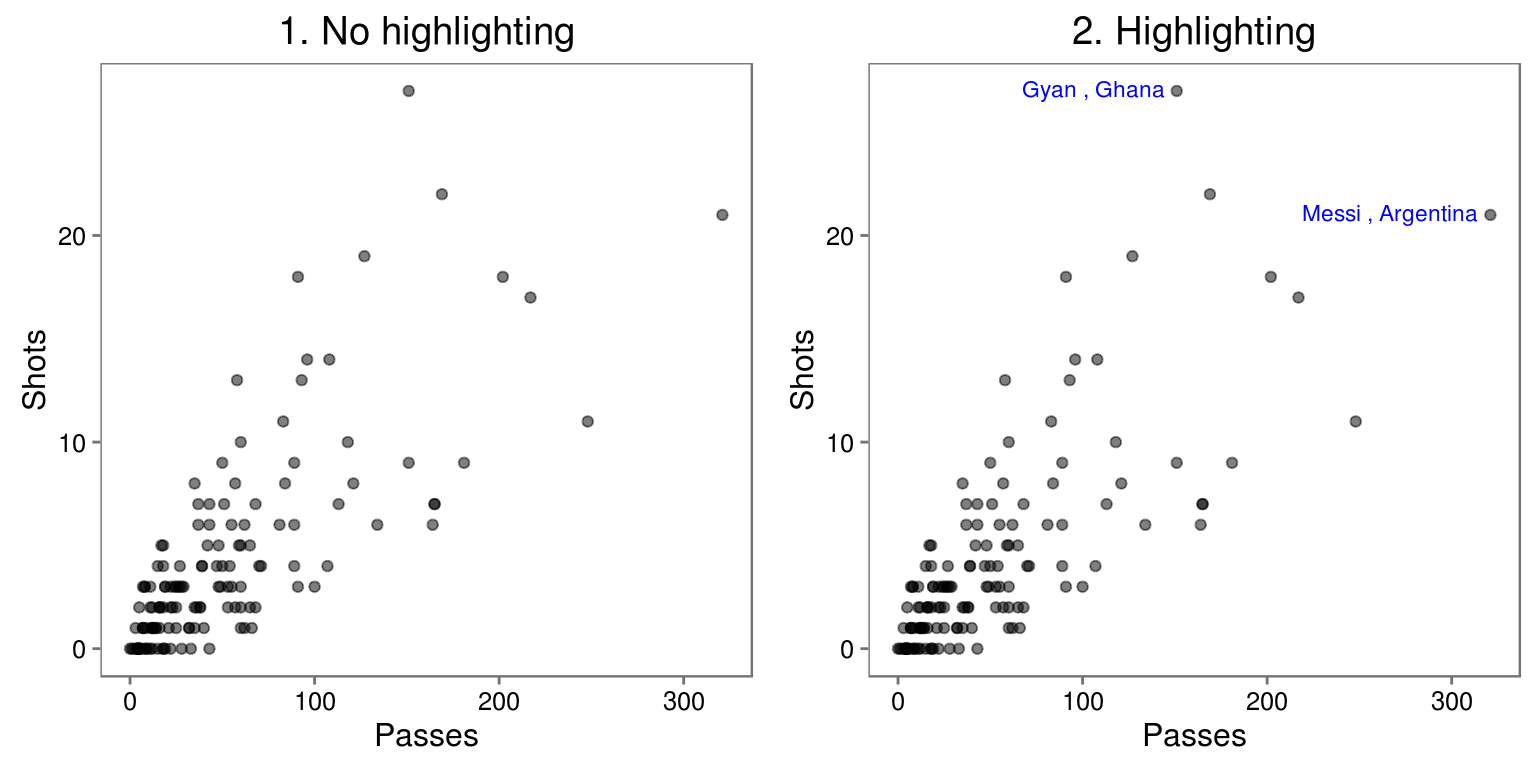 1. No highlighting
20
10
0
Shots
0 100 200 300
Passes
2. Highlighting
Gyan , Ghana
Messi , Argentina
20
10
0
Shots
0 100 200 300
Passes